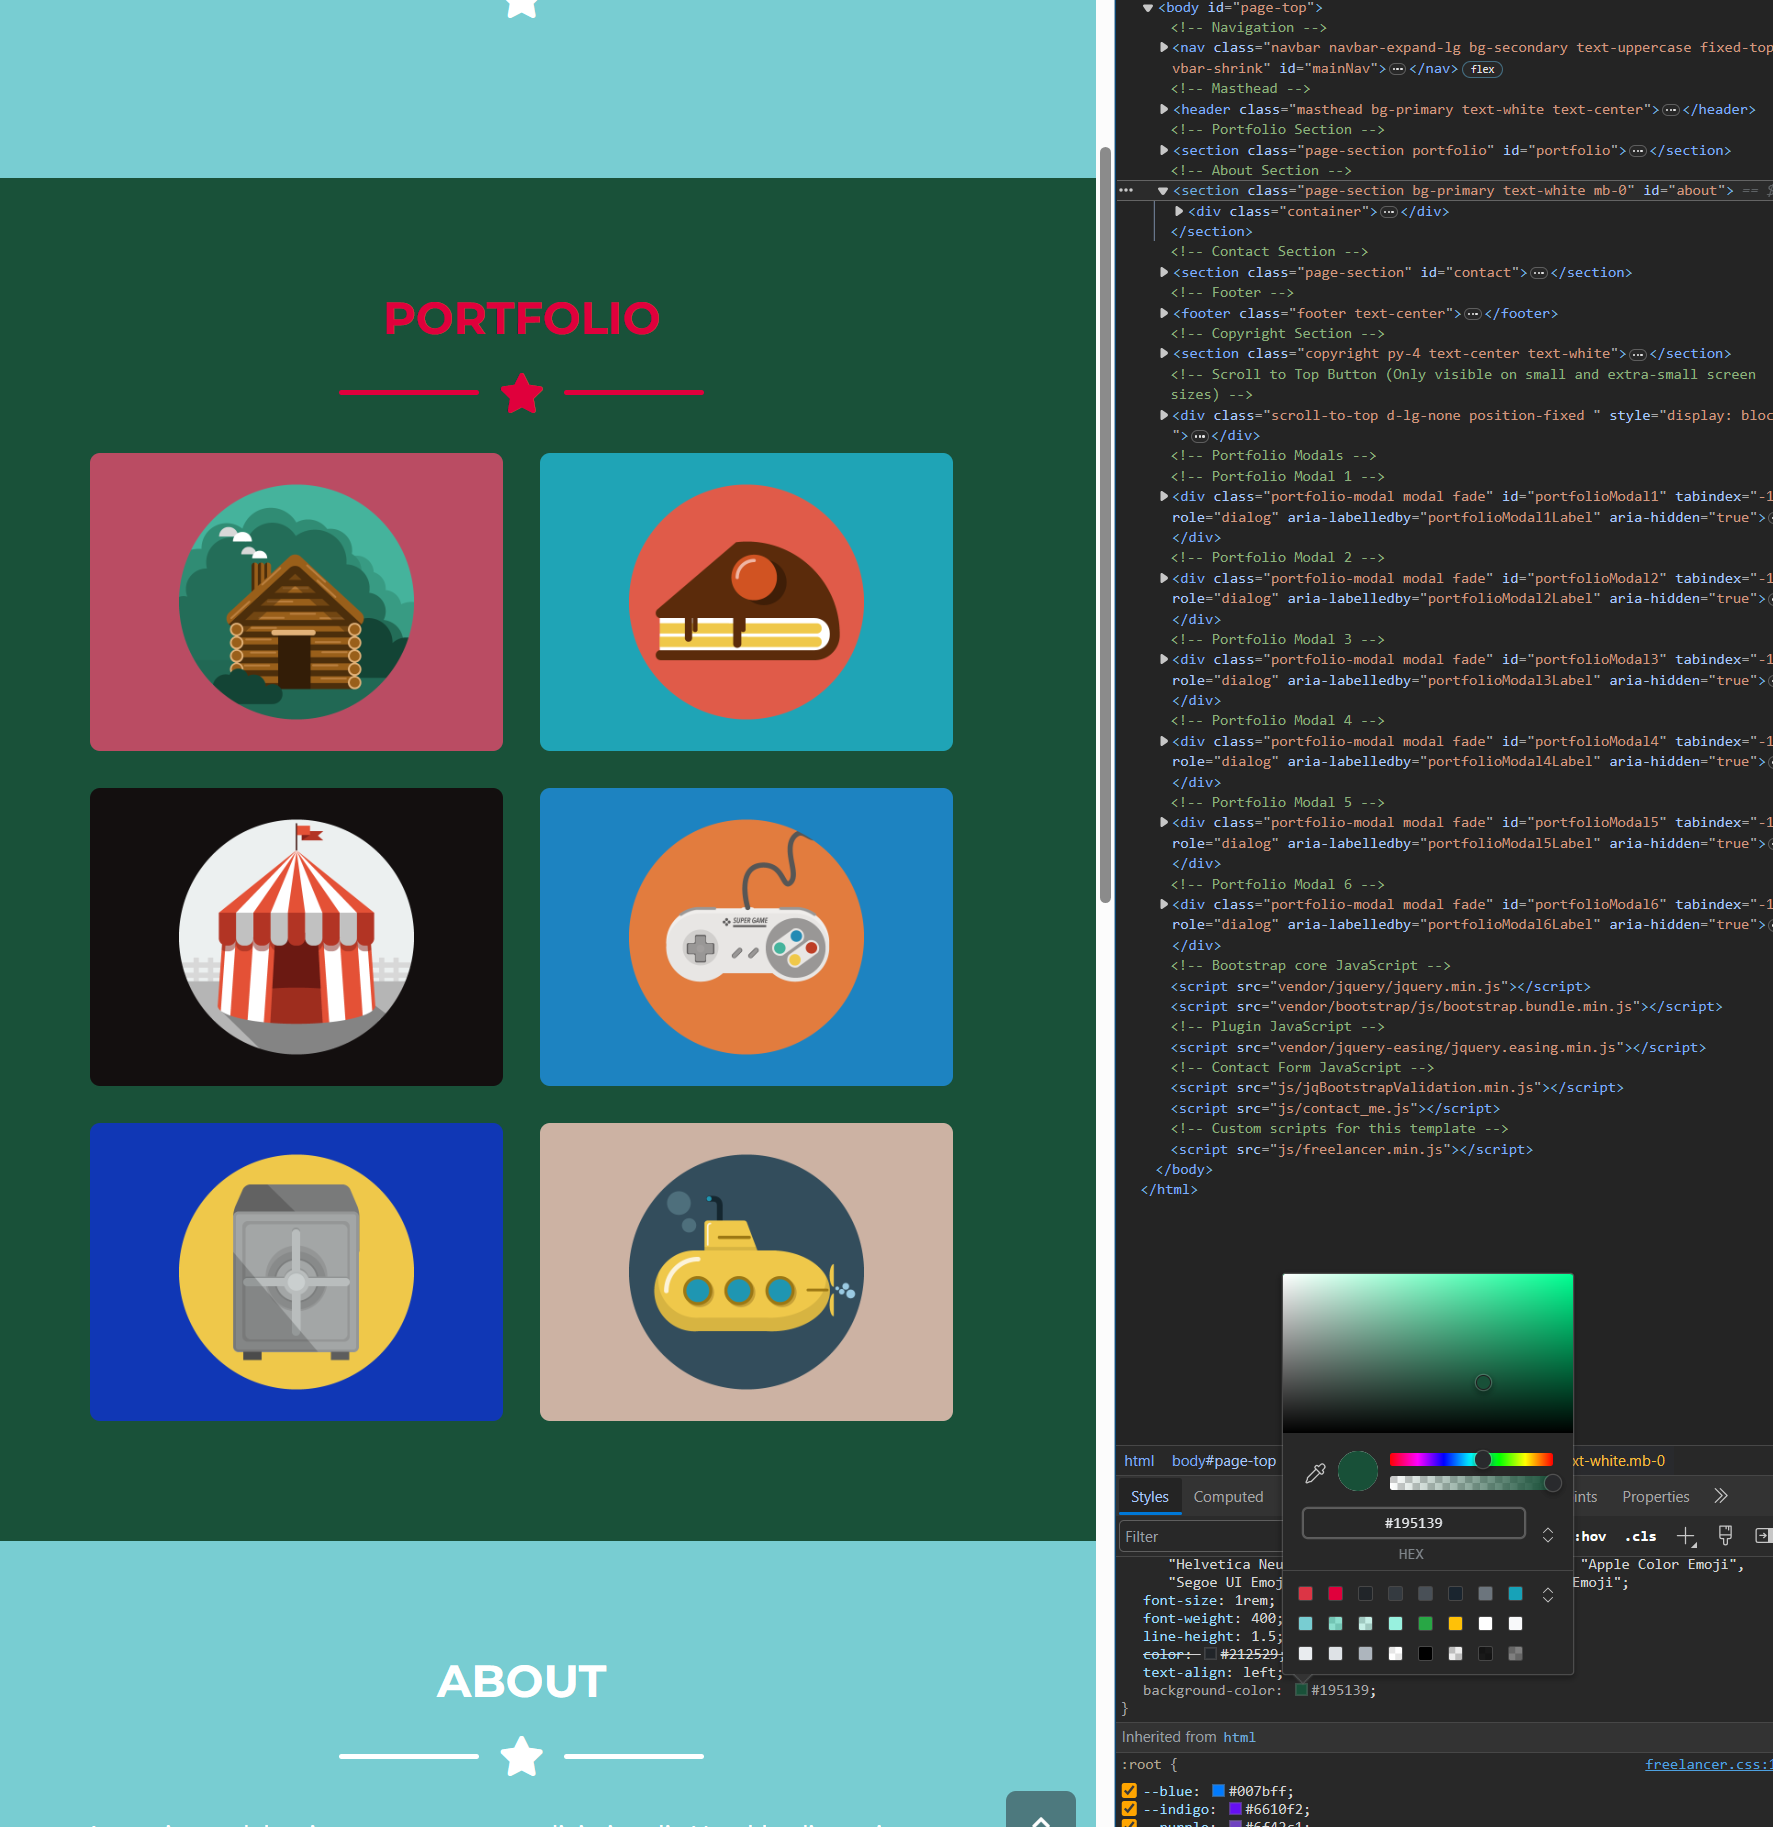 PORTFOLIO
SUPER GAME
ABOUT
<body id="page-top">
<!-- Navigation -->
<nav class="navbar navbar-expand-lg bg-secondary text-uppercase fixed-top
vbar-shrink" id="mainNav"> ··· </nav> flex
<!-- Masthead -->
<header class="masthead bg-primary text-white text-center"> ··· </header>
<!-- Portfolio Section -->
<section class="page-section portfolio" id="portfolio"> ··· </section>
<!-- About Section -->
··· <section class="page-section bg-primary text-white mb-0" id="about"> ==
<div class="container"> ··· </div>
</section>
<!-- Contact Section -->
<section class="page-section" id="contact"> ··· </section>
<!-- Footer -->
<footer class="footer text-center"> ··· </footer>
<!-- Copyright Section -->
<section class="copyright py-4 text-center text-white"> ··· </section>
<!-- Scroll to Top Button (Only visible on small and extra-small screen
sizes) -->
<div class="scroll-to-top d-lg-none position-fixed " style="display: bloc
"> ··· </div>
<!-- Portfolio Modals -->
<!-- Portfolio Modal 1 -->
<div class="portfolio-modal modal fade" id="portfolioModal1" tabindex="-1
role="dialog" aria-labelledby="portfolioModal1Label" aria-hidden="true">
</div>
<!-- Portfolio Modal 2 -->
<div class="portfolio-modal modal fade" id="portfolioModal2" tabindex="-1
role="dialog" aria-labelledby="portfolioModal2Label" aria-hidden="true">
</div>
<!-- Portfolio Modal 3 -->
<div class="portfolio-modal modal fade" id="portfolioModal3" tabindex="-1
role="dialog" aria-labelledby="portfolioModal3Label" aria-hidden="true">
</div>
<!-- Portfolio Modal 4 -->
<div class="portfolio-modal modal fade" id="portfolioModal4" tabindex="-1
role="dialog" aria-labelledby="portfolioModal4Label" aria-hidden="true">
</div>
<!-- Portfolio Modal 5 -->
<div class="portfolio-modal modal fade" id="portfolioModal5" tabindex="-1
role="dialog" aria-labelledby="portfolioModal5Label" aria-hidden="true">
</div>
<!-- Portfolio Modal 6 -->
<div class="portfolio-modal modal fade" id="portfolioModal6" tabindex="-1
role="dialog" aria-labelledby="portfolioModal6Label" aria-hidden="true">
</div>
<!-- Bootstrap core JavaScript -->
<script src="vendor/jquery/jquery.min.js"></script>
<script src="vendor/bootstrap/js/bootstrap.bundle.min.js"></script>
<!-- Plugin JavaScript -->
<script src="vendor/jquery-easing/jquery.easing.min.js"></script>
<!-- Contact Form JavaScript -->
<script src="js/jqBootstrapValidation.min.js"></script>
<script src="js/contact_me.js"></script>
<!-- Custom scripts for this template -->
<script src="js/freelancer.min.js"></script>
</body>
</html>
html body#page-top xt-white.mb-0
Styles Computed ints Properties
#195139
HEX
Filter :hov .cls
"Helvetica Neu "Apple Color Emoji",
"Segoe UI Emoj Emoji";
font-size: 1rem;
font-weight: 400;
line-height: 1.5;
color: #212529;
text-align: left;
background-color: #195139;
}
Inherited from html
:root { freelancer.css:1
--blue: #007bff;
--indigo: #6610f2;
--purple: #6f42c1;